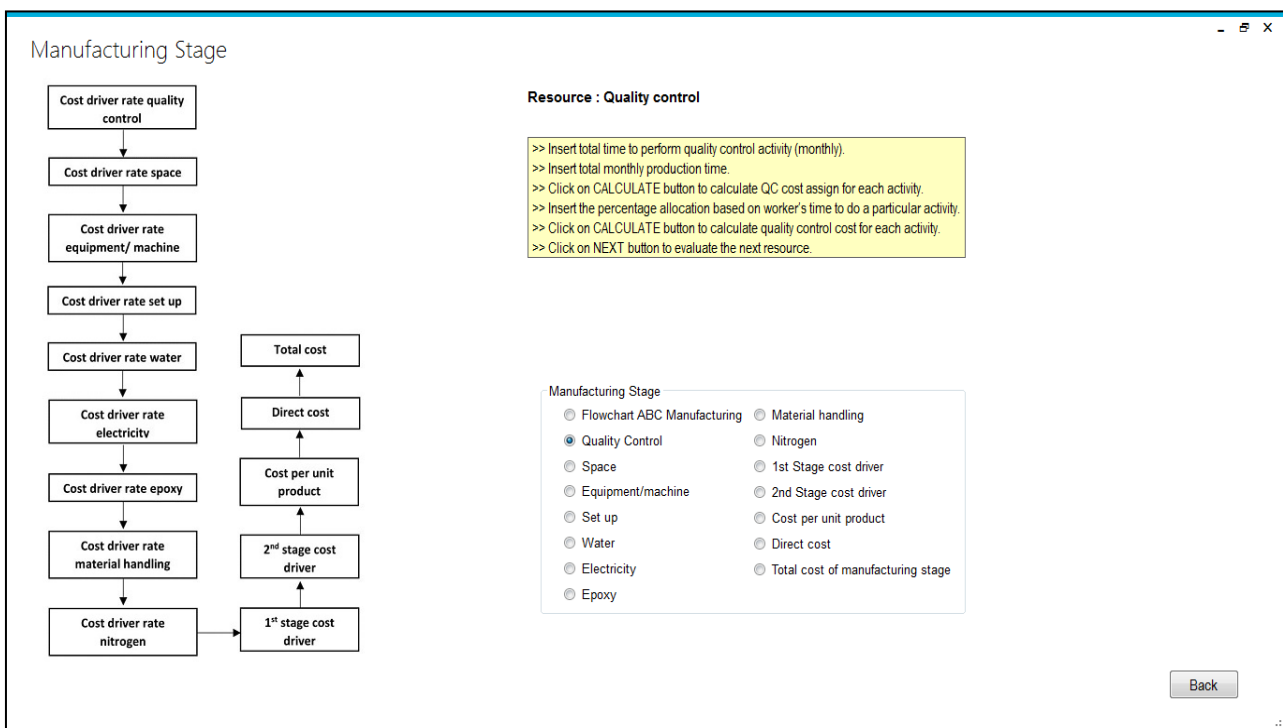 Manufacturing Stage
Cost driver rate quality
control
Cost driver rate space
Cost driver rate
equipment/ machine
Cost driver rate set up
Cost driver rate water
Cost driver rate
electricity
Cost driver rate epoxy
Cost driver rate
material handling
Cost driver rate
nitrogen
1st stage cost
driver
2nd stage cost
driver
Cost per unit
product
Direct cost
Total cost
Resource : Quality control
>> Insert total time to perform quality control activity (monthly).
>> Insert total monthly production time.
>> Click on CALCULATE button to calculate QC cost assign for each activity.
>> Insert the percentage allocation based on worker's time to do a particular activity.
>> Click on CALCULATE button to calculate quality control cost for each activity.
>> Click on NEXT button to evaluate the next resource.
Manufacturing Stage
Flowchart ABC Manufacturing
Quality Control
Space
Equipment/machine
Set up
Water
Electricity
Epoxy
Material handling
Nitrogen
1st Stage cost driver
2nd Stage cost driver
Cost per unit product
Direct cost
Total cost of manufacturing stage
Back